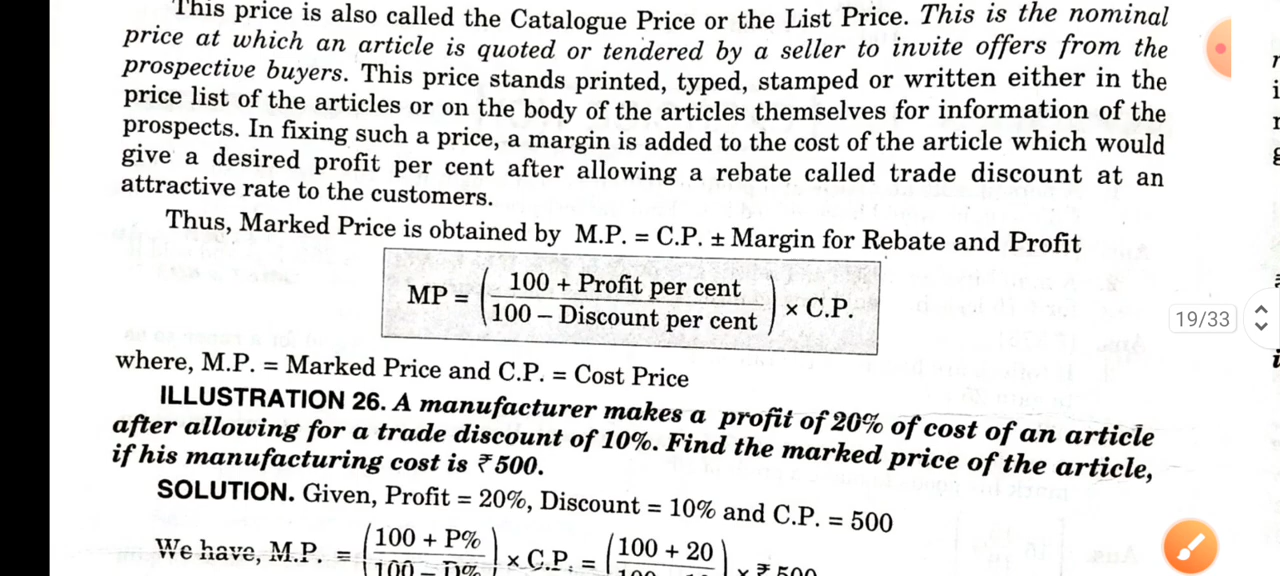 This price is also called the Catalogue Price or the List Price. This is the nominal
price at which an article is quoted or tendered by a seller to invite offers from the
prospective buyers. This price stands printed, typed, stamped or written either in the
price list of the articles or on the body of the articles themselves for information of the
prospects. In fixing such a price, a margin is added to the cost of the article which would
give a desired profit per cent after allowing a rebate called trade discount at an
attractive rate to the customers.
Thus, Marked Price is obtained by M.P. = C.P. ± Margin for Rebate and Profit
MP = (100 + Profit per cent / 100 – Discount per cent) × C.P.
19/33
where, M.P. = Marked Price and C.P. = Cost Price
ILLUSTRATION 26. A manufacturer makes a profit of 20% of cost of an article
after allowing for a trade discount of 10%. Find the marked price of the article,
if his manufacturing cost is ₹500.
SOLUTION. Given, Profit = 20%, Discount = 10% and C.P. = 500
We have, M.P. = (100 + P% / 100 – D%) × C.P. = (100 + 20 / 100 × ₹ 500